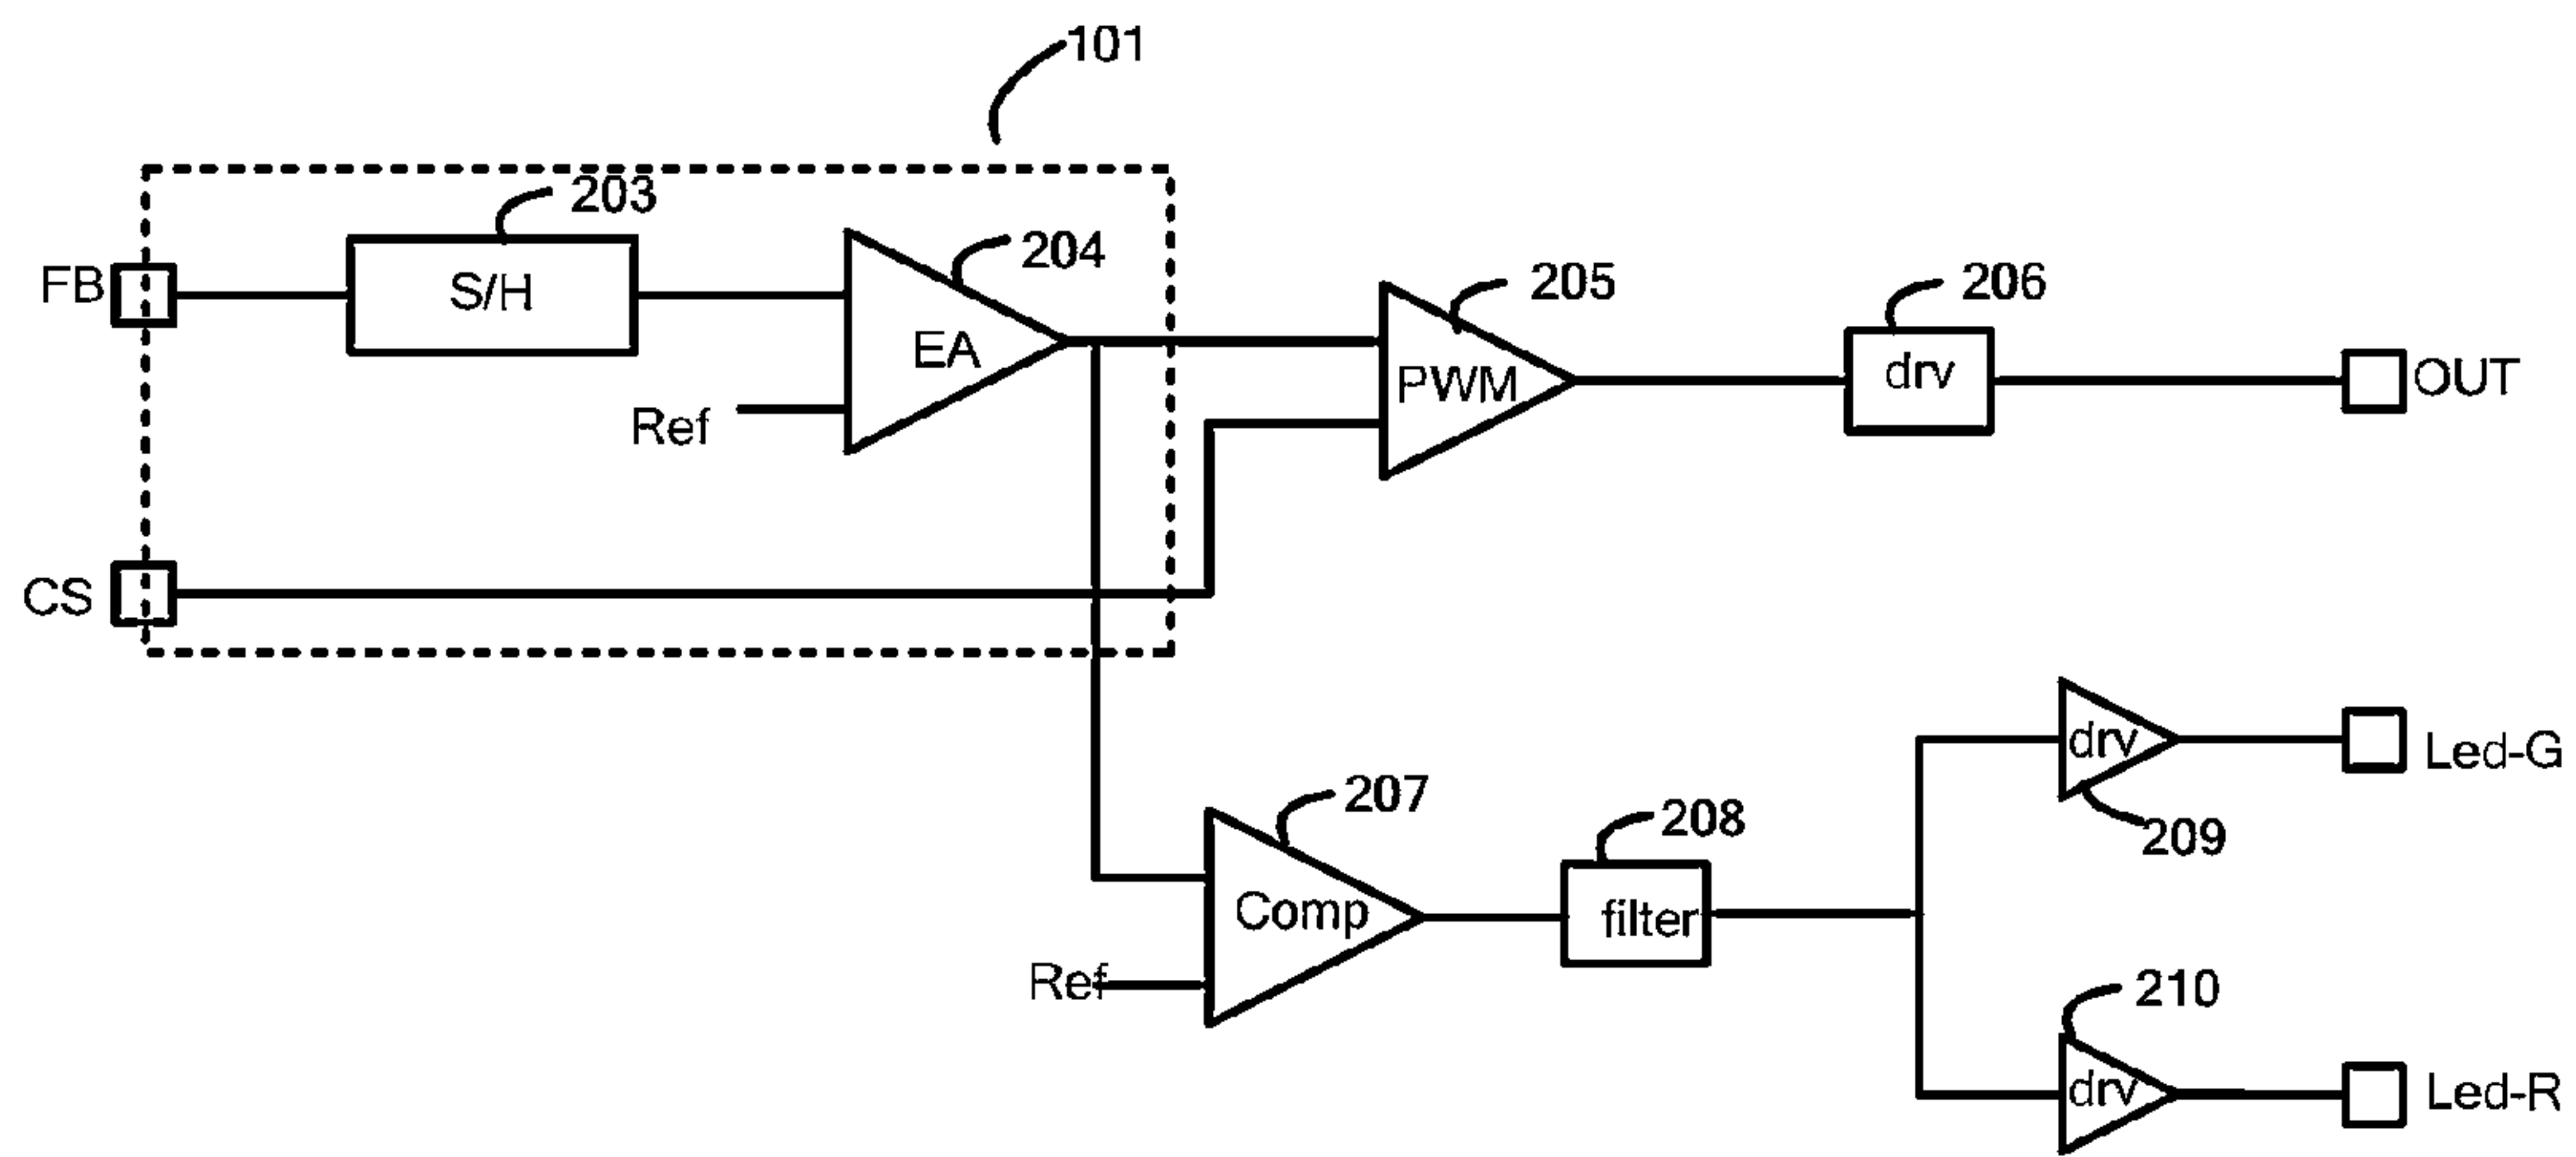 101
203
204
FB
S/H
205
206
EA
drv
PWM
OUT
Ref
CS
drv
Led-G
207
208
209
Comp
filter
Ref
210
drv
Led-R